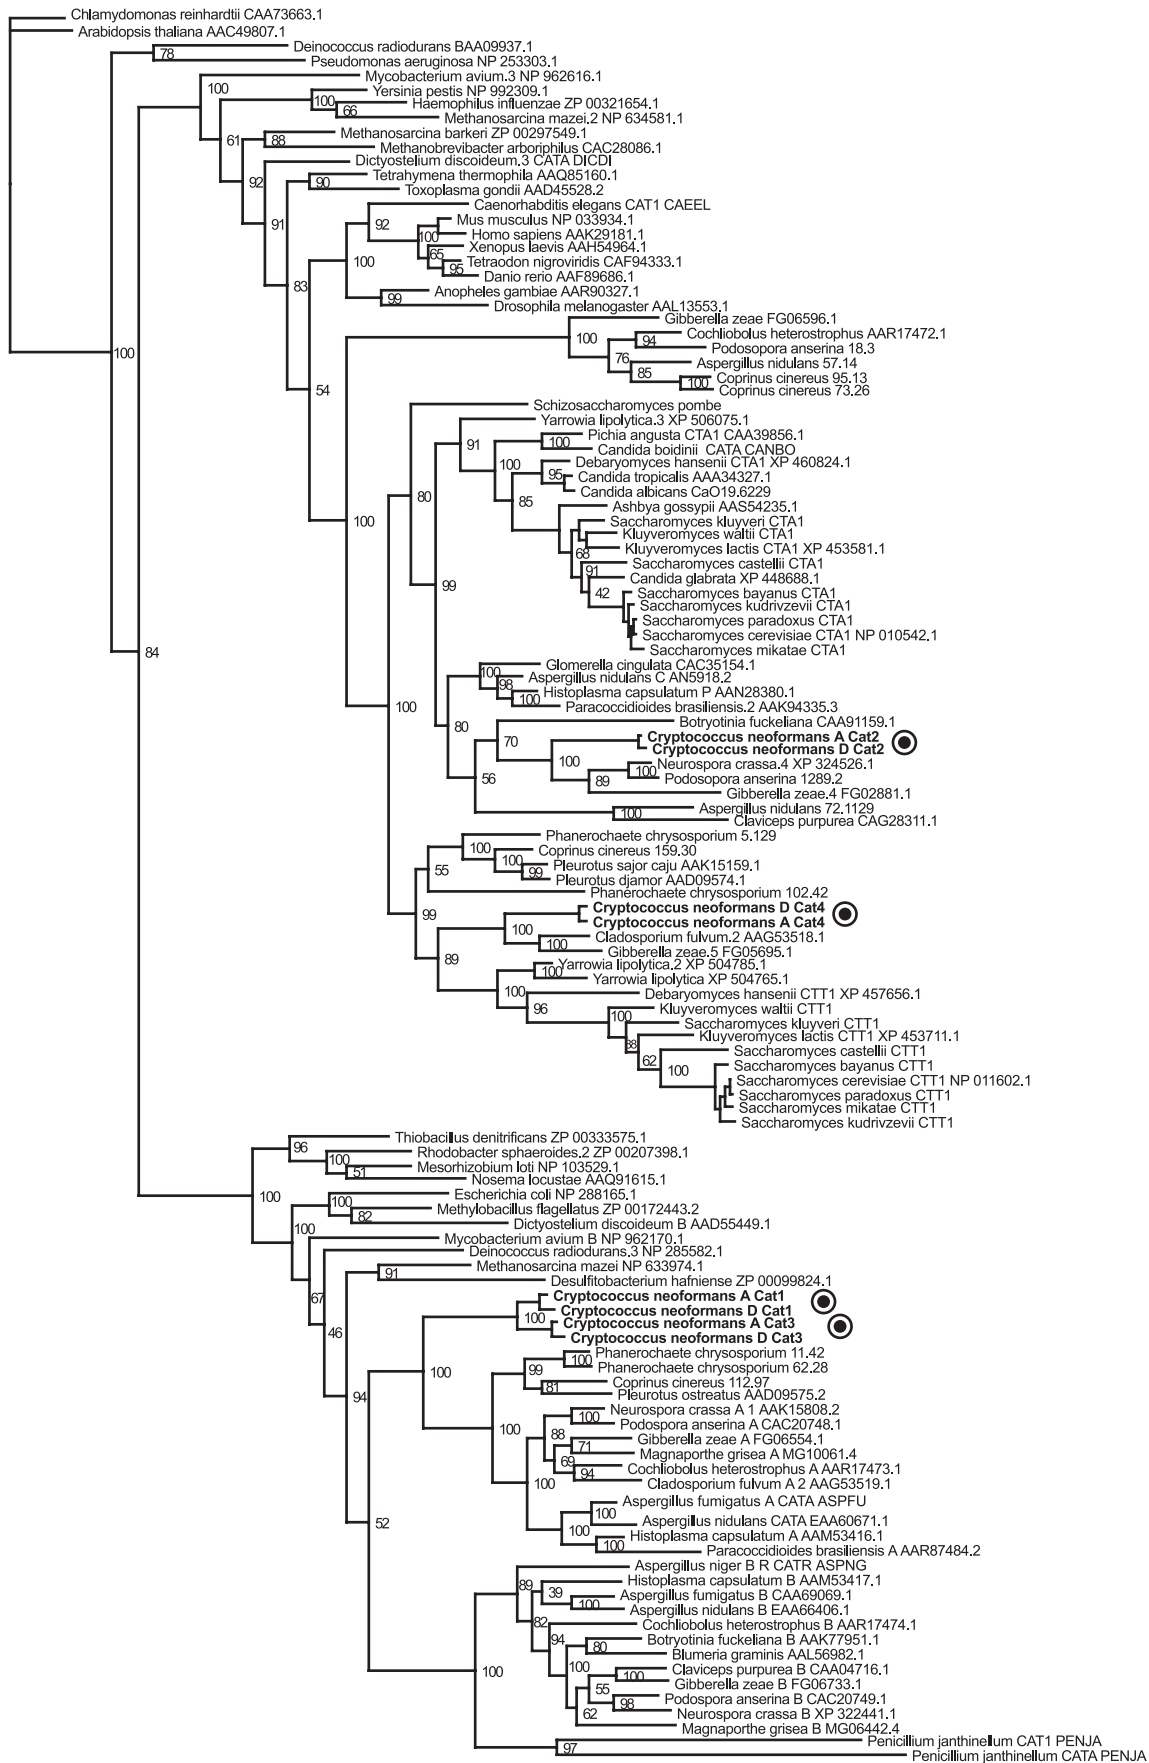 Chlamydomonas reinhardtii CAA73663.1
Arabidopsis thaliana AAC49807.1
Deinococcus radiodurans BAA09937.1
78
Pseudomonas aeruginosa NP 253303.1
Mycobacterium avium.3 NP 962616.1
100
Yersinia pestis NP 992309.1
100
Haemophilus influenzae ZP 00321654.1
66
Methanosarcina mazei.2 NP 634581.1
Methanosarcina barkeri ZP 00297549.1
61
88
Methanobrevibacter arboriphilus CAC28086.1
Dictyostelium discoideum.3 CATA DICDI
92
Tetrahymena thermophila AAQ85160.1
90
Toxoplasma gondii AAD45528.2
Caenorhabditis elegans CAT1 CAEEL
91
92
Mus musculus NP 033934.1
100
Homo sapiens AAK29181.1
Xenopus laevis AAH54964.1
65
Tetraodon nigroviridis CAF94333.1
100
95
Danio rerio AAF89686.1
83
Anopheles gambiae AAR90327.1
99
Drosophila melanogaster AAL13553.1
Gibberella zeae FG06596.1
100
Cochliobolus heterostrophus AAR17472.1
94
Podosopora anserina 18.3
100
76
Aspergillus nidulans 57.14
85
Coprinus cinereus 95.13
100
Coprinus cinereus 73.26
54
Schizosaccharomyces pombe
Yarrowia lipolytica.3 XP 506075.1
91
Pichia angusta CTA1 CAA39856.1
100
Candida boidinii CATA CANBO
100
Debaryomyces hansenii CTA1 XP 460824.1
95
Candida tropicalis AAA34327.1
Candida albicans CaO19.6229
80
85
Ashbya gossypii AAS54235.1
100
Saccharomyces kluyveri CTA1
Kluyveromyces waltii CTA1
Kluyveromyces lactis CTA1 XP 453581.1
68
Saccharomyces castellii CTA1
91
Candida glabrata XP 448688.1
99
42
Saccharomyces bayanus CTA1
Saccharomyces kudrivzevii CTA1
Saccharomyces paradoxus CTA1
Saccharomyces cerevisiae CTA1 NP 010542.1
84
Saccharomyces mikatae CTA1
Glomerella cingulata CAC35154.1
100
Aspergillus nidulans C AN5918.2
98
Histoplasma capsulatum P AAN28380.1
100
Paracoccidioides brasiliensis.2 AAK94335.3
100
Botryotinia fuckeliana CAA91159.1
80
Cryptococcus neoformans A Cat2
70
Cryptococcus neoformans D Cat2
100
Neurospora crassa.4 XP 324526.1
100
Podosopora anserina 1289.2
56
89
Gibberella zeae.4 FG02881.1
Aspergillus nidulans 72.1129
100
Claviceps purpurea CAG28311.1
Phanerochaete chrysosporium 5.129
100
Coprinus cinereus 159.30
100
Pleurotus sajor caju AAK15159.1
99
Pleurotus djamor AAD09574.1
55
Phanerochaete chrysosporium 102.42
Cryptococcus neoformans D Cat4
99
Cryptococcus neoformans A Cat4
100
Cladosporium fulvum.2 AAG53518.1
100
Gibberella zeae.5 FG05695.1
89
Yarrowia lipolytica.2 XP 504785.1
100
Yarrowia lipolytica XP 504765.1
100
Debaryomyces hansenii CTT1 XP 457656.1
96
Kluyveromyces waltii CTT1
100
Saccharomyces kluyveri CTT1
Kluyveromyces lactis CTT1 XP 453711.1
88
Saccharomyces castellii CTT1
62
100
Saccharomyces bayanus CTT1
Saccharomyces cerevisiae CTT1 NP 011602.1
Saccharomyces paradoxus CTT1
Saccharomyces mikatae CTT1
Saccharomyces kudrivzevii CTT1
Thiobacillus denitrificans ZP 00333575.1
96
Rhodobacter sphaeroides.2 ZP 00207398.1
100
Mesorhizobium loti NP 103529.1
51
Nosema locustae AAQ91615.1
100
Escherichia coli NP 288165.1
100
Methylobacillus flagellatus ZP 00172443.2
82
Dictyostelium discoideum B AAD55449.1
100
Mycobacterium avium B NP 962170.1
Deinococcus radiodurans.3 NP 285582.1
Methanosarcina mazei NP 633974.1
91
Desulfitobacterium hafniense ZP 00099824.1
67
Cryptococcus neoformans A Cat1
Cryptococcus neoformans D Cat1
100
Cryptococcus neoformans A Cat3
46
Cryptococcus neoformans D Cat3
Phanerochaete chrysosporium 11.42
100
99
Phanerochaete chrysosporium 62.28
100
Coprinus cinereus 112.97
81
Pleurotus ostreatus AAD09575.2
94
Neurospora crassa A 1 AAK15808.2
100
Podospora anserina A CAC20748.1
100
88
Gibberella zeae A FG06554.1
71
Magnaporthe grisea A MG10061.4
69
Cochliobolus heterostrophus A AAR17473.1
94
Cladosporium fulvum A 2 AAG53519.1
100
Aspergillus fumigatus A CATA ASPFU
100
Aspergillus nidulans CATA EAA60671.1
52
100
Histoplasma capsulatum A AAM53416.1
100
Paracoccidioides brasiliensis A AAR87484.2
Aspergillus niger B R CATR ASPNG
89
Histoplasma capsulatum B AAM53417.1
39
Aspergillus fumigatus B CAA69069.1
100
Aspergillus nidulans B EAA66406.1
82
Cochliobolus heterostrophus B AAR17474.1
94
Botryotinia fuckeliana B AAK77951.1
80
Blumeria graminis AAL56982.1
100
100
Claviceps purpurea B CAA04716.1
100
Gibberella zeae B FG06733.1
55
Podospora anserina B CAC20749.1
98
Neurospora crassa B XP 322441.1
62
Magnaporthe grisea B MG06442.4
Penicillium janthinellum CAT1 PENJA
97
Penicillium janthinellum CATA PENJA